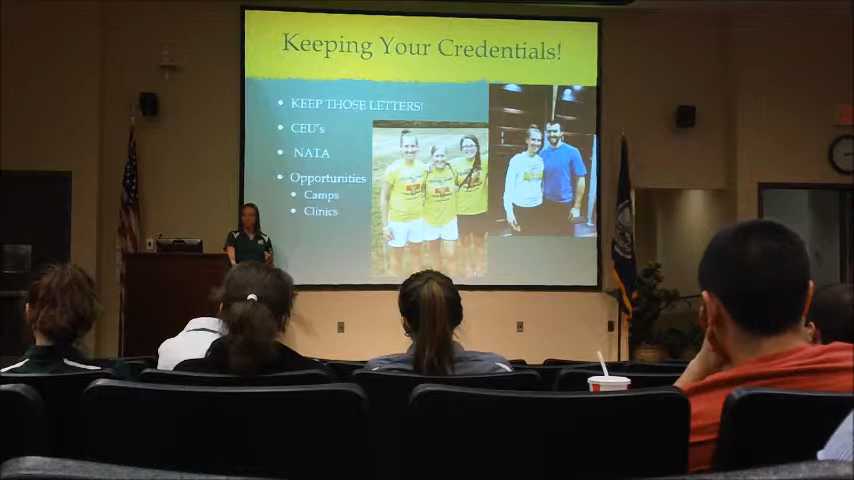 Keeping Your Credentials!
• KEEP THOSE LETTERS!
• CEU's
• NATA
• Opportunities
• Camps
• Clinics